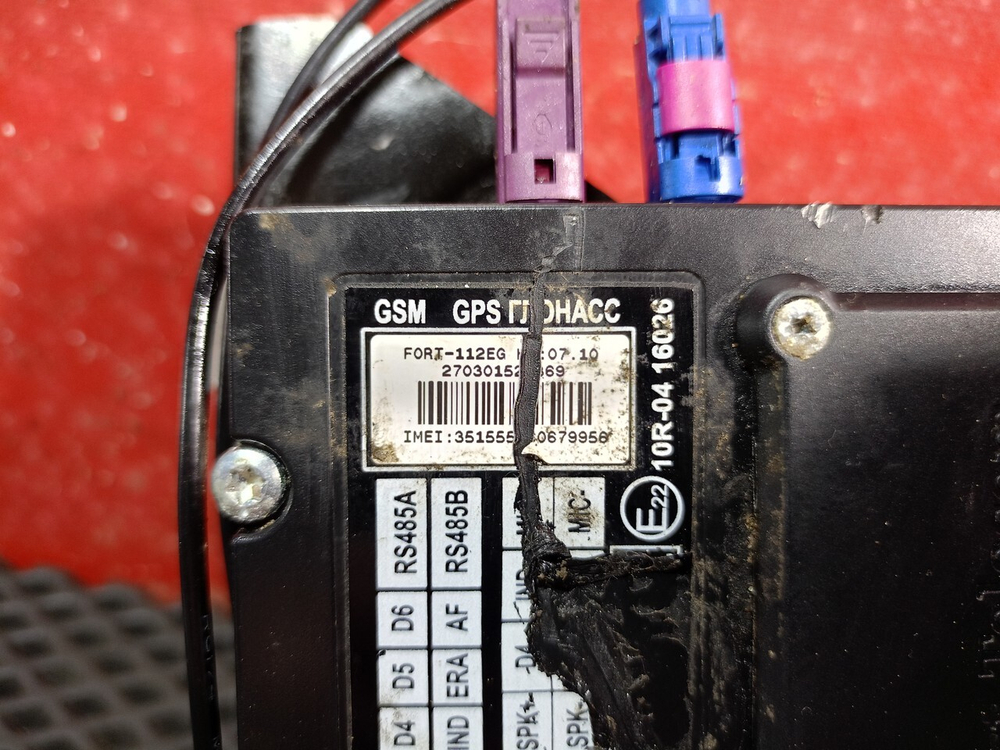 GSM GPS ГЛОНАСС
FORT-112EG
IMEI:
10R-04 16026
E22
RS485A
RS485B
MIC-
D6
AF
D5
ERA
D4
D4
IND
SPK+
SPK-